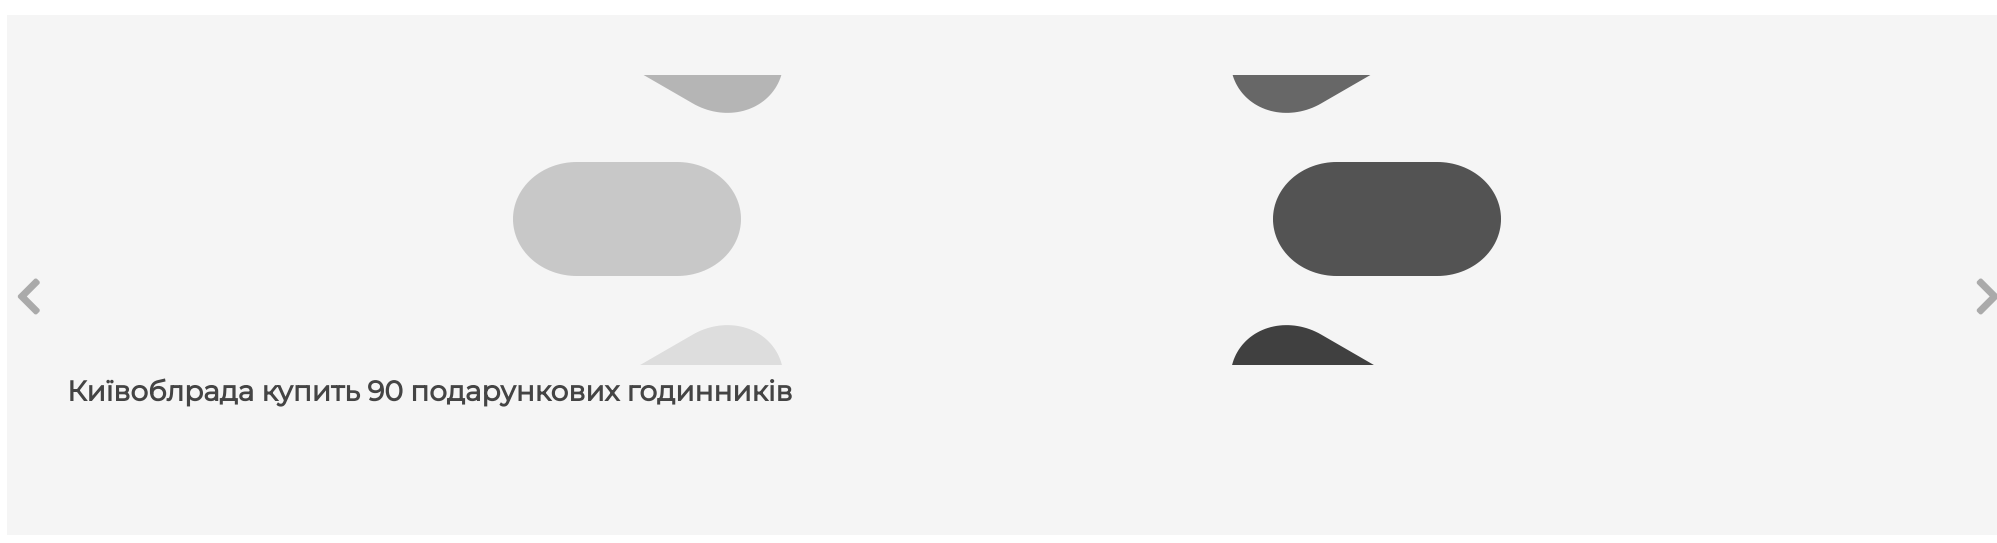 Київоблрада купить 90 подарункових годинників